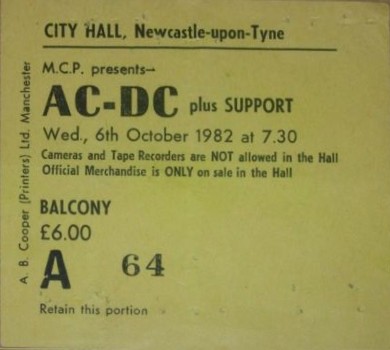 CITY HALL, Newcastle-upon-Tyne
M.C.P. presents—
AC-DC plus SUPPORT
Wed., 6th October 1982 at 7.30
Cameras and Tape Recorders are NOT allowed in the Hall
Official Merchandise is ONLY on sale in the Hall
BALCONY
£6.00
A 64
Retain this portion
A. B. Cooper (Printers) Ltd. Manchester